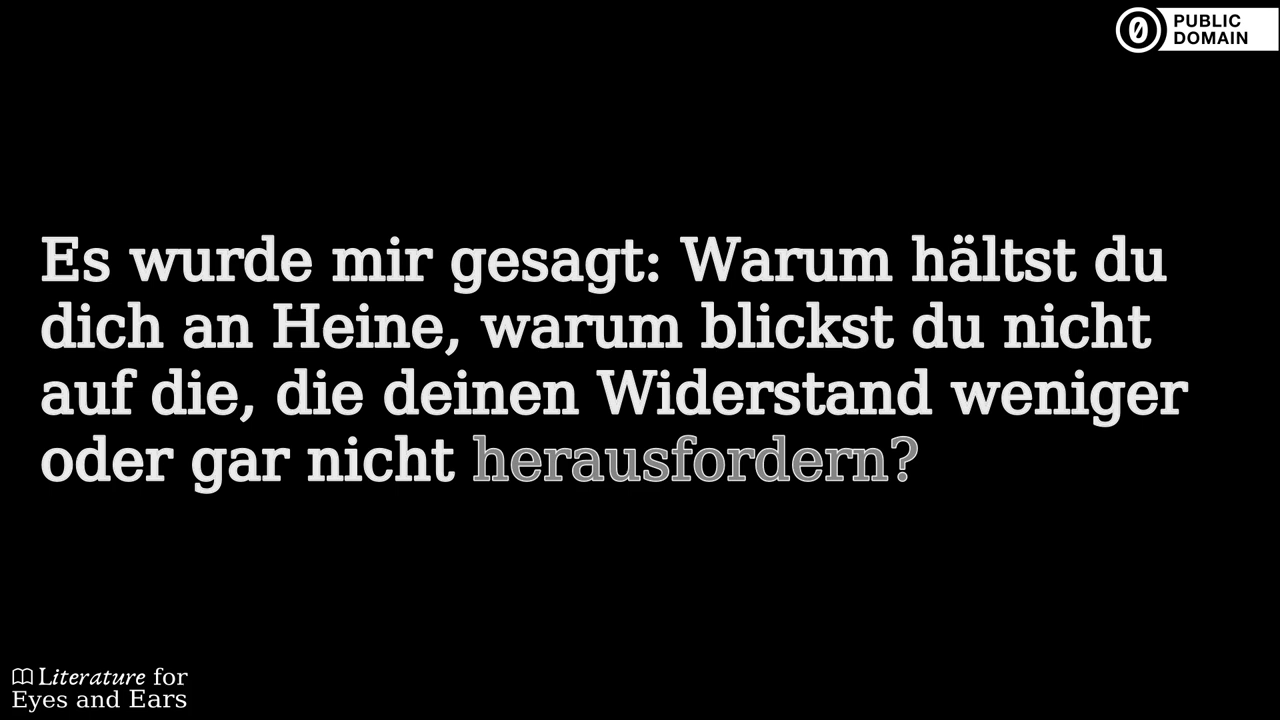 PUBLIC
DOMAIN
Es wurde mir gesagt: Warum hältst du
dich an Heine, warum blickst du nicht
auf die, die deinen Widerstand weniger
oder gar nicht herausfordern?
Literature for
Eyes and Ears